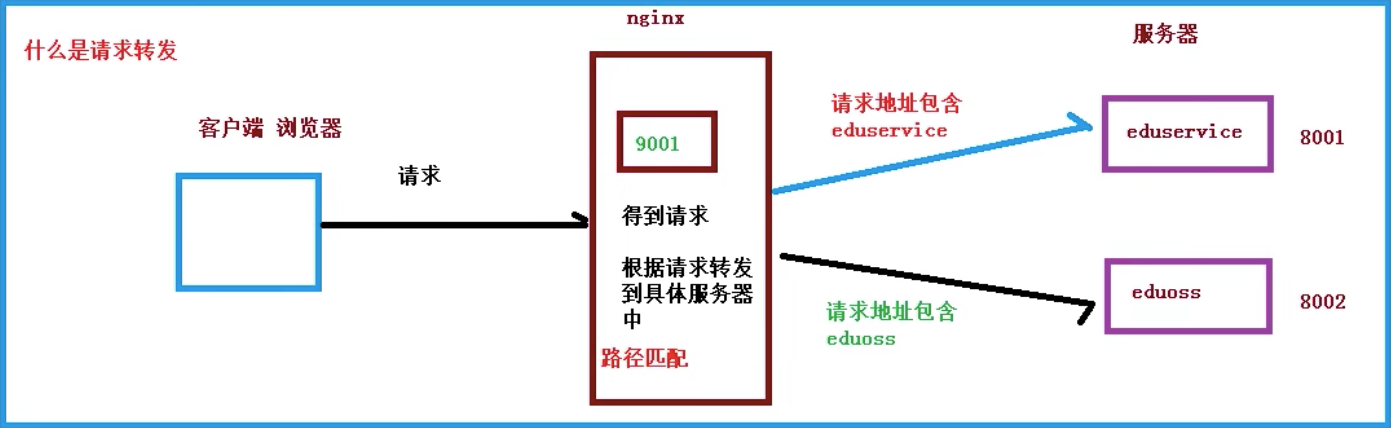 什么是请求转发
nginx
服务器
客户端 浏览器
请求
9001
得到请求
根据请求转发
到具体服务器
中
路径匹配
请求地址包含
eduservice
eduservice
8001
请求地址包含
eduoss
eduoss
8002